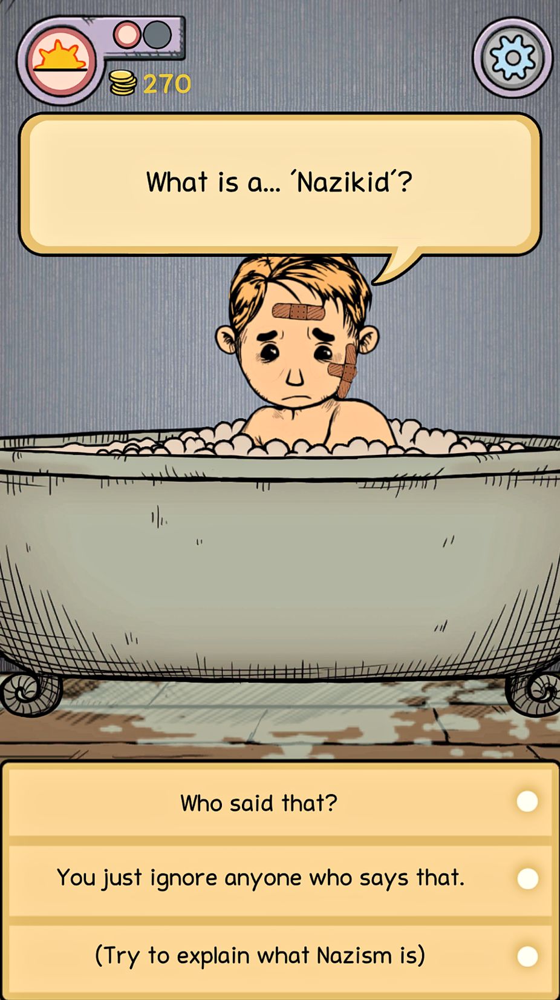 270
What is a... ´Nazikid´?
Who said that?
You just ignore anyone who says that.
(Try to explain what Nazism is)